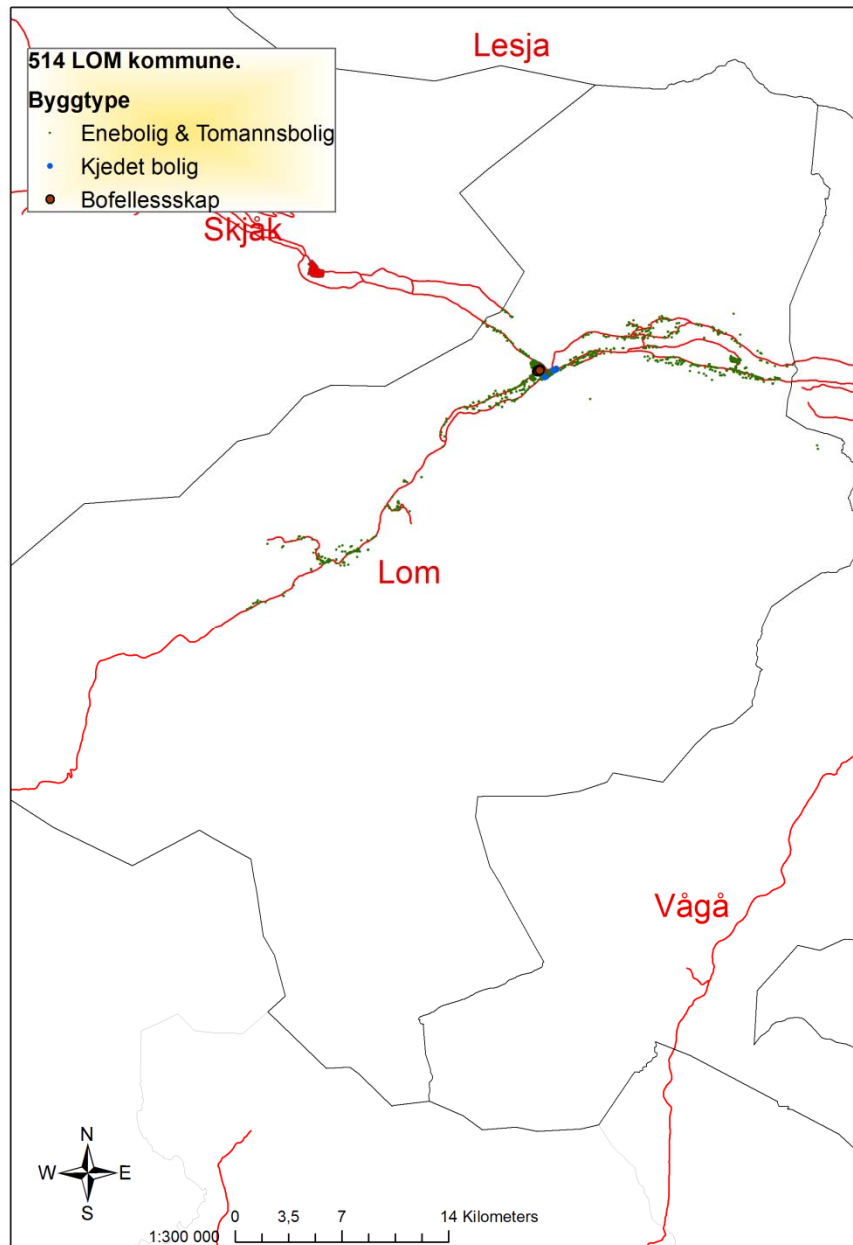 514 LOM kommune.
Byggtype
Enebolig & Tomannsbolig
Kjedet bolig
Bofellessskap
Lesja
Skjåk
Lom
Vågå
N
W E
S
1:300 000
0 3,5 7 14 Kilometers